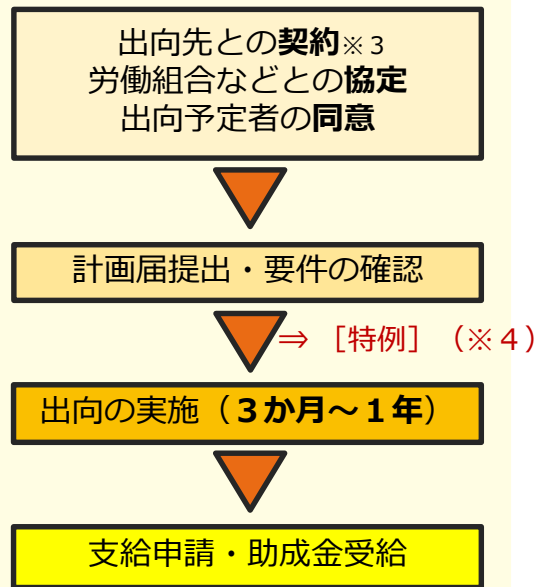 出向先との契約※３
労働組合などとの協定
出向予定者の同意
計画届提出・要件の確認
⇒［特例］（※４）
出向の実施（３か月～１年）
支給申請・助成金受給